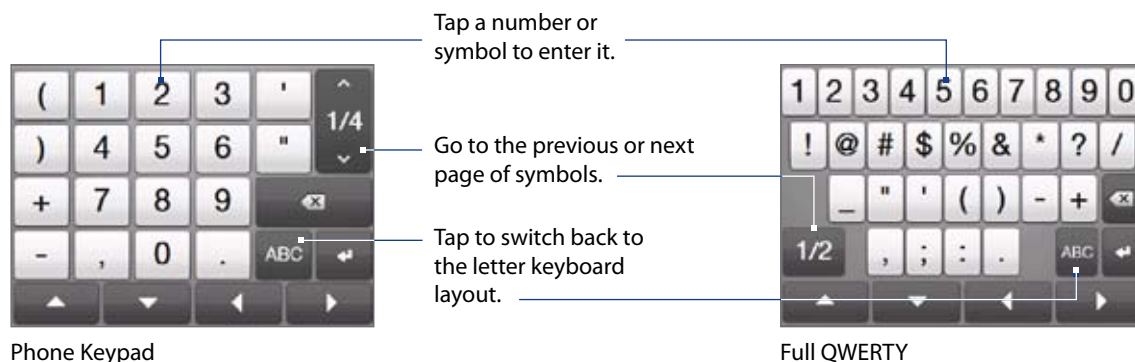 Tap a number or
symbol to enter it.
( 1 2 3 ' 1/4
) 4 5 6 "
+ 7 8 9
- , 0 . ABC
Phone Keypad
Go to the previous or next
page of symbols.
Tap to switch back to
the letter keyboard
layout.
1 2 3 4 5 6 7 8 9 0
! @ # $ % & * ? /
_ " ' ( ) - +
1/2 , ; : . ABC
Full QWERTY